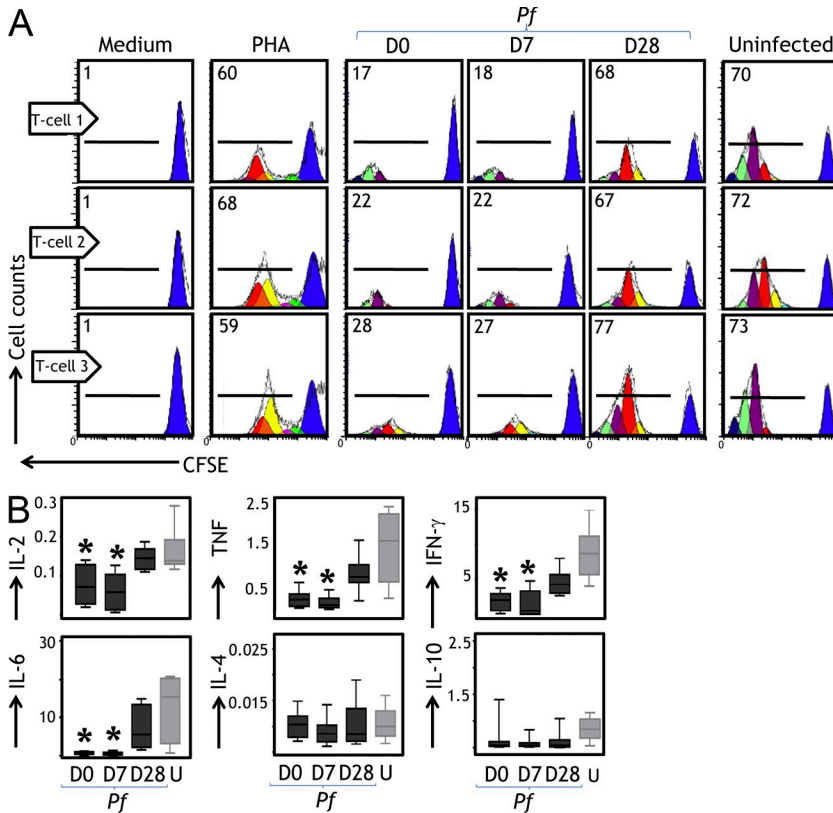 A
Pf
Medium PHA D0 D7 D28 Uninfected
T-cell 1
1 60 17 18 68 70
T-cell 2
1 68 22 22 67 72
T-cell 3
1 59 28 27 77 73
Cell counts
CFSE
B
IL-2
0.3
0.2
0.1
* *
TNF
2.5
1.5
0.5
* *
IFN-γ
15
5
* *
IL-6
30
10
* *
IL-4
0.025
0.015
IL-10
2.5
1.5
D0 D7 D28 U
Pf
D0 D7 D28 U
Pf
D0 D7 D28 U
Pf